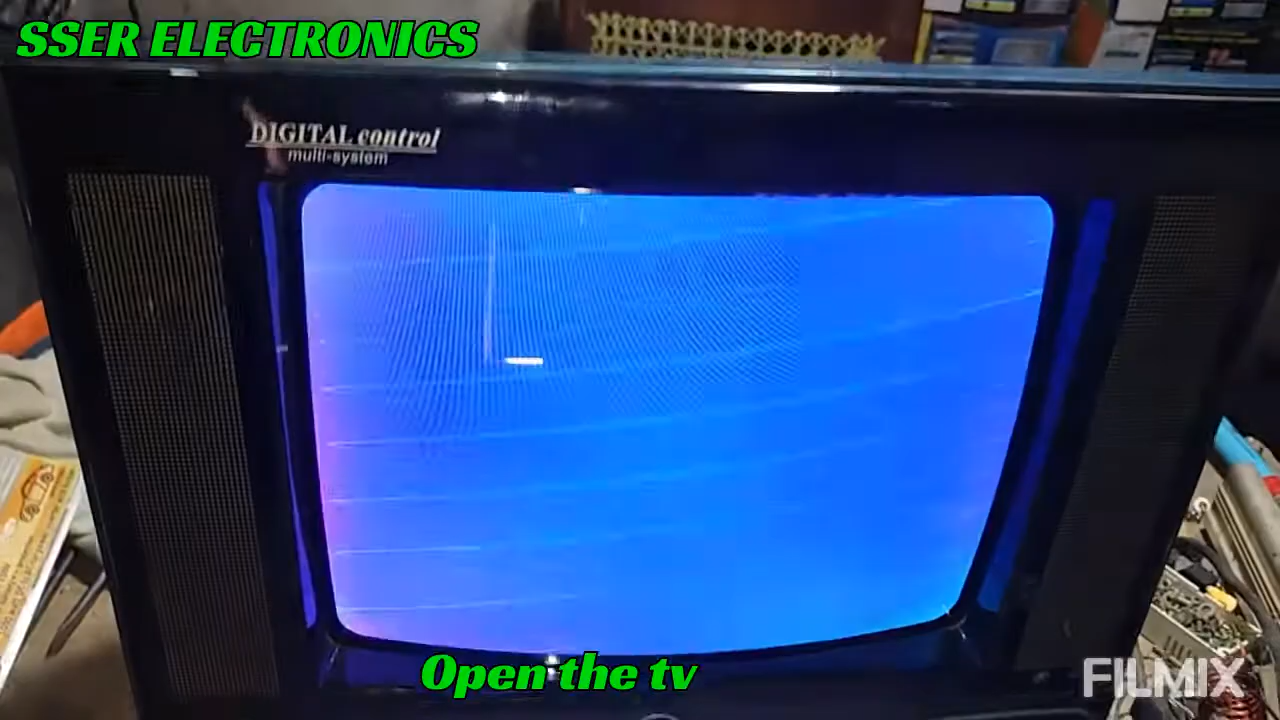 SSER ELECTRONICS
DIGITAL control
multi-system
Open the tv
FILMIX